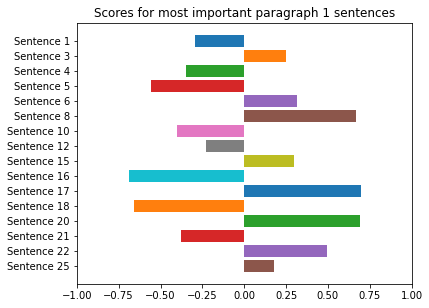 Scores for most important paragraph 1 sentences
Sentence 1
Sentence 3
Sentence 4
Sentence 5
Sentence 6
Sentence 8
Sentence 10
Sentence 12
Sentence 15
Sentence 16
Sentence 17
Sentence 18
Sentence 20
Sentence 21
Sentence 22
Sentence 25
−1.00 −0.75 −0.50 −0.25 0.00 0.25 0.50 0.75 1.00